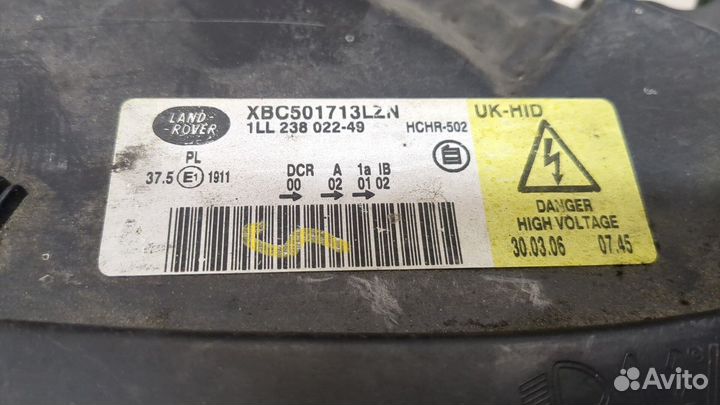 LAND-
ROVER
XBC501713LZN
1LL 238 022-49
HCHR-502
UK-HID
PL
37.5 E1 1911
DCR A 1a IB
00 02 01 02
DANGER
HIGH VOLTAGE
30.03.06 07.45
Avito